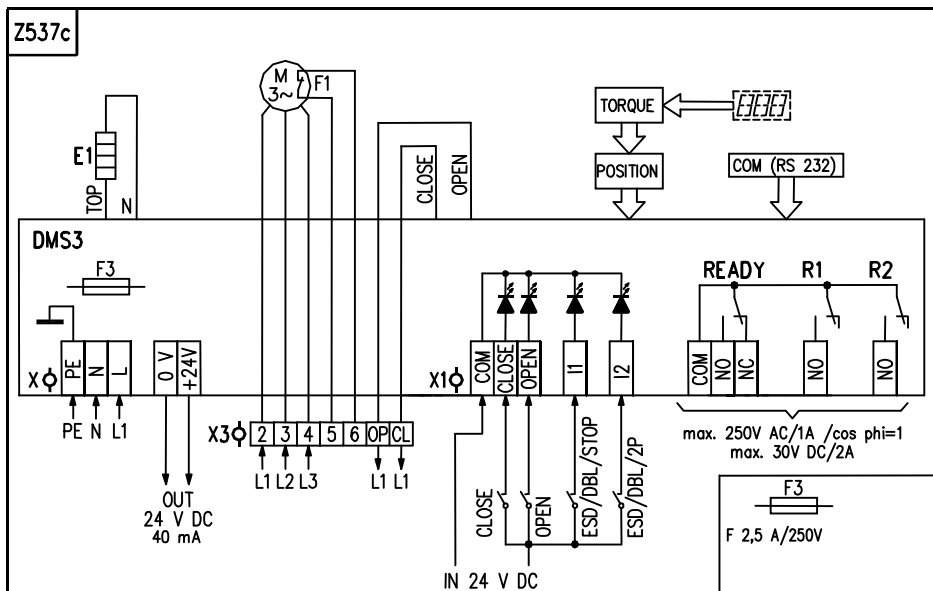 Z537c
M
3~
F1
E1
TOP
N
CLOSE
OPEN
TORQUE
POSITION
COM (RS 232)
DMS3
F3
READY
R1
R2
X
PE
N
L
0 V
+24V
X1
COM
CLOSE
OPEN
I1
I2
COM
NO
NC
NO
NO
PE N L1
X3
2
3
4
5
6
OP
CL
L1 L2 L3
L1 L1
OUT
24 V DC
40 mA
CLOSE
OPEN
ESD/DBL/STOP
ESD/DBL/2P
IN 24 V DC
max. 250V AC/1A /cos phi=1
max. 30V DC/2A
F3
F 2,5 A/250V